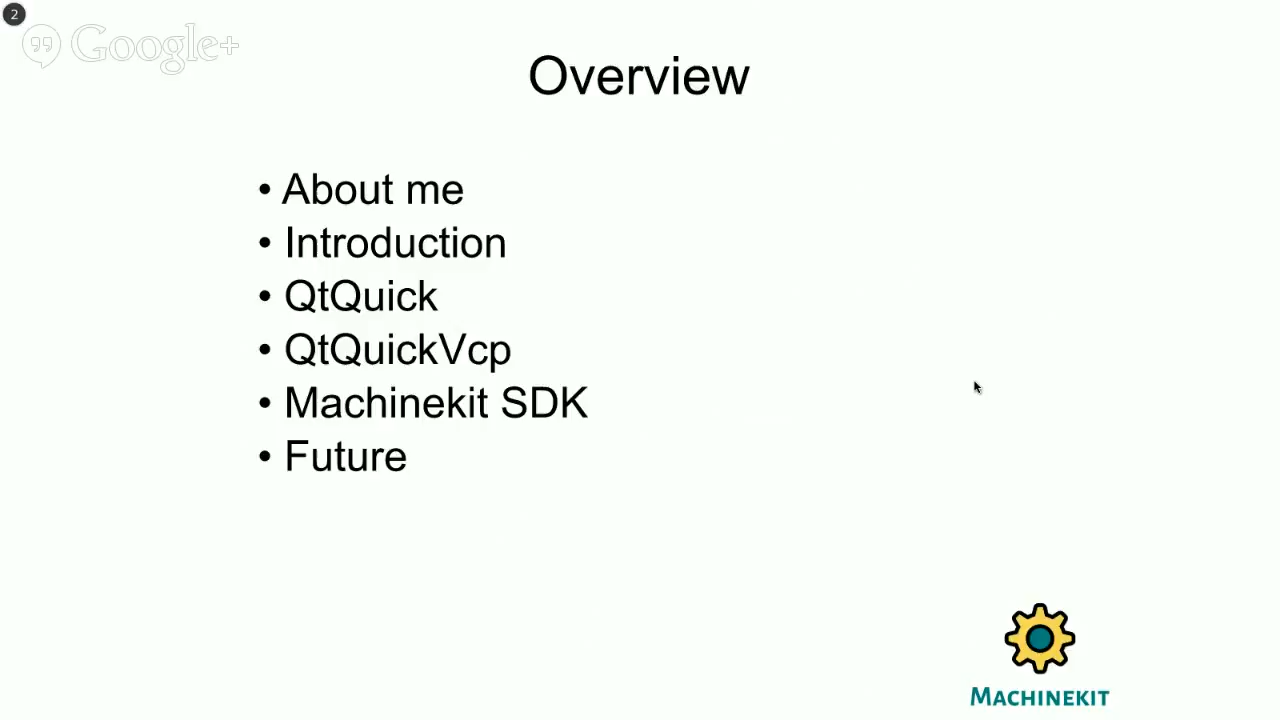 2
Google+
Overview
• About me
• Introduction
• QtQuick
• QtQuickVcp
• Machinekit SDK
• Future
MACHINEKIT